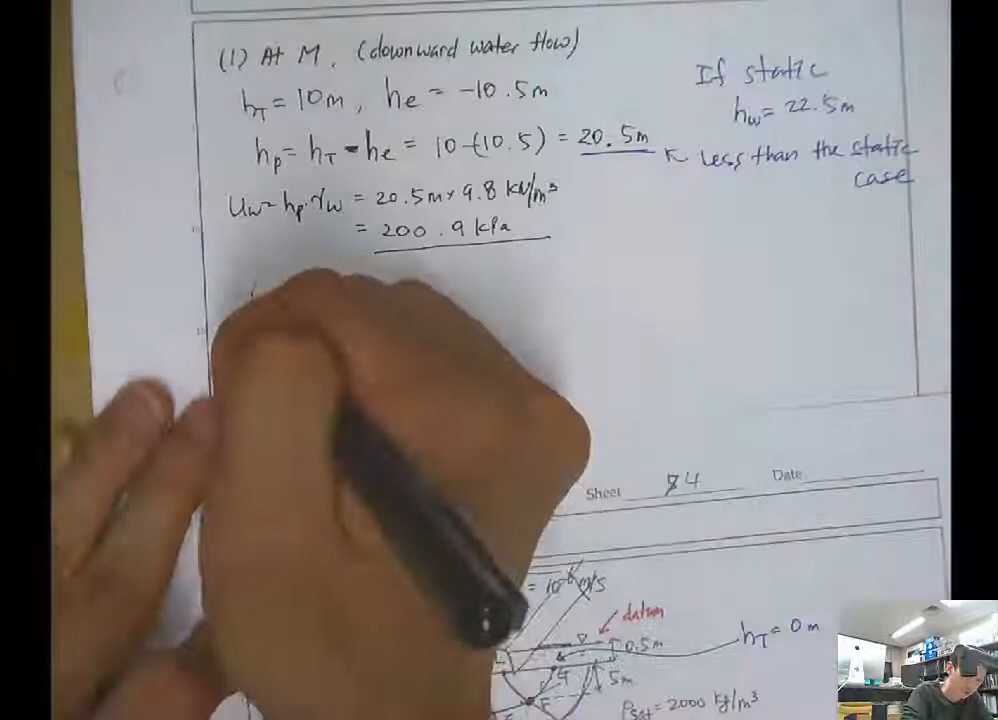 (1) At M, (downward water flow)
hT = 10m, he = -10.5m
hp = hT - he = 10-(-10.5) = 20.5m
uw = hp·γw = 20.5m × 9.8 kN/m³
= 200.9 kPa
If static
hw = 22.5m
↖ less than the static
case
Sheet 4
Date
= 10⁻⁶ m/s
datum
0.5m
hT = 0 m
5m
ρsat = 2000 kg/m³